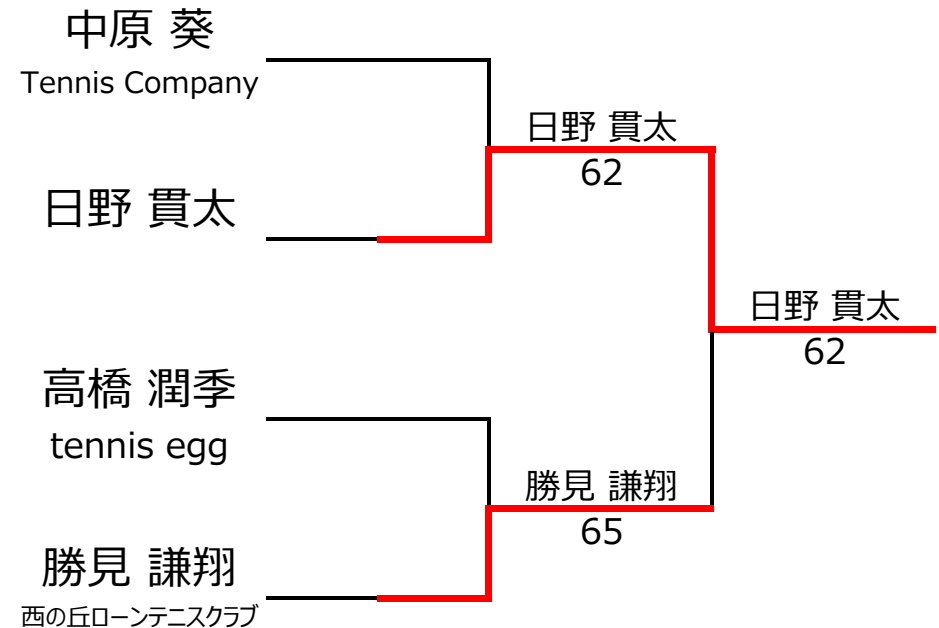 中原 葵
Tennis Company
日野 貫太
62
日野 貫太
日野 貫太
62
高橋 潤季
tennis egg
勝見 謙翔
65
勝見 謙翔
西の丘ローンテニスクラブ